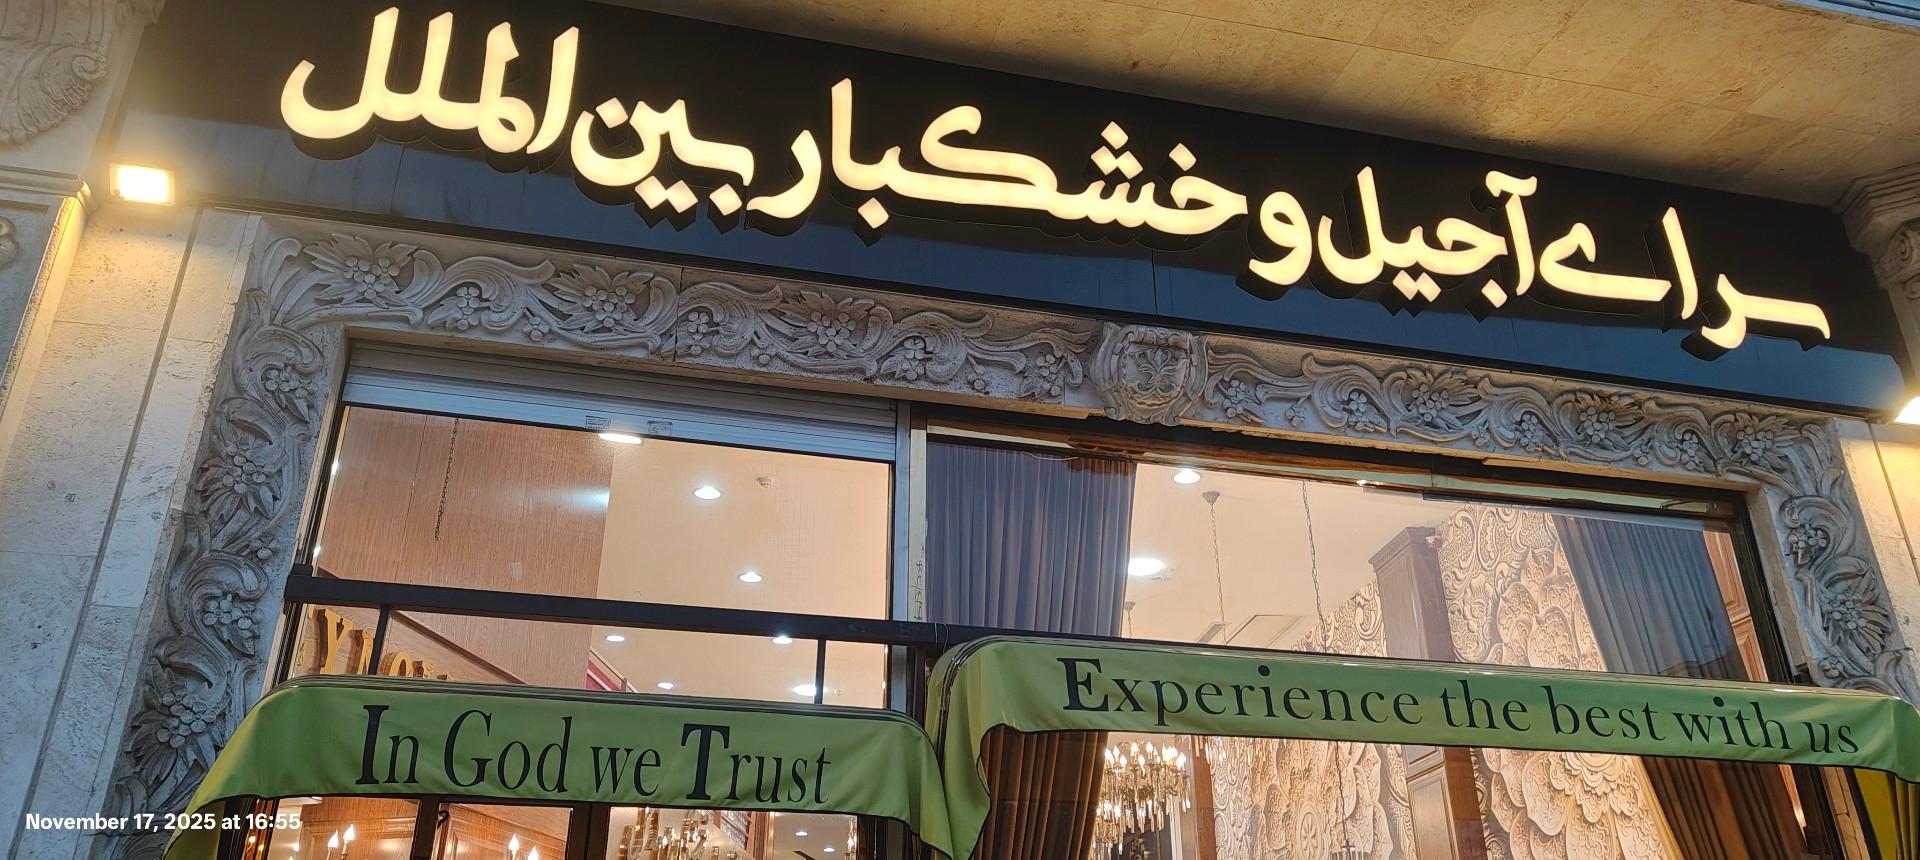 سرای آجیل و خشکبار بین الملل
In God we Trust
Experience the best with us
November 17, 2025 at 16:55